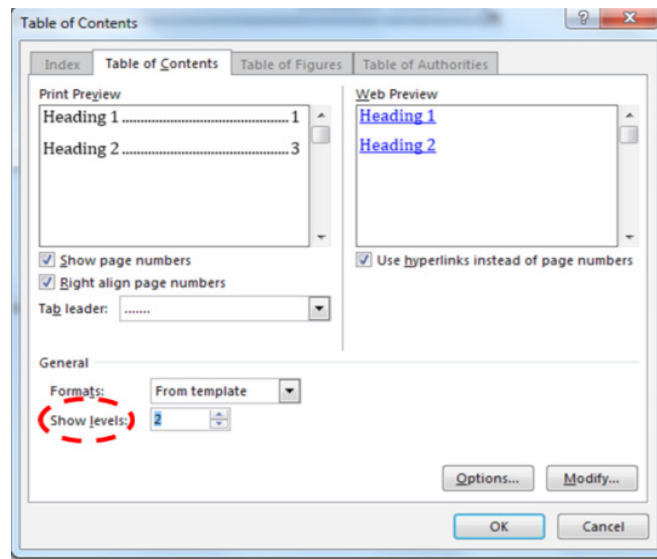 Table of Contents
Index Table of Contents Table of Figures Table of Authorities
Print Preview
Heading 1 ................................................ 1
Heading 2 ................................................ 3
Web Preview
Heading 1
Heading 2
Show page numbers
Right align page numbers
Tab leader: .......
Use hyperlinks instead of page numbers
General
Formats: From template
Show levels: 2
Options... Modify...
OK Cancel